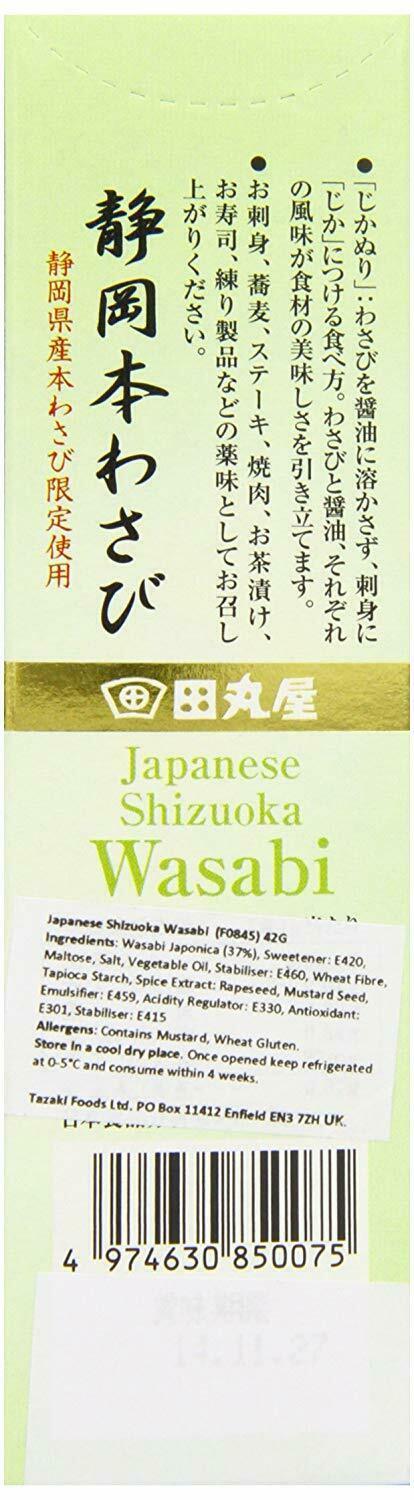 ● 「じかぬり」:わさびを醤油に溶かさず、刺身に
「じか」につける食べ方。わさびと醤油、それぞれ
の風味が食材の美味しさを引き立てます。
● お刺身、蕎麦、ステーキ、焼肉、お茶漬け、
お寿司、練り製品などの薬味としてお召し
上がりください。
静岡本わさび
静岡県産本わさび限定使用
田丸屋
Japanese
Shizuoka
Wasabi
Japanese Shizuoka Wasabi (F0845) 42G
Ingredients: Wasabi Japonica (37%), Sweetener: E420,
Maltose, Salt, Vegetable Oil, Stabiliser: E460, Wheat Fibre,
Tapioca Starch, Spice Extract: Rapeseed, Mustard Seed,
Emulsifier: E459, Acidity Regulator: E330, Antioxidant:
E301, Stabiliser: E415
Allergens: Contains Mustard, Wheat Gluten.
Store in a cool dry place. Once opened keep refrigerated
at 0-5°C and consume within 4 weeks.
Tazaki Foods Ltd. PO Box 11412 Enfield EN3 7ZH UK.
4 974630 850075
賞味期限
14.11.27